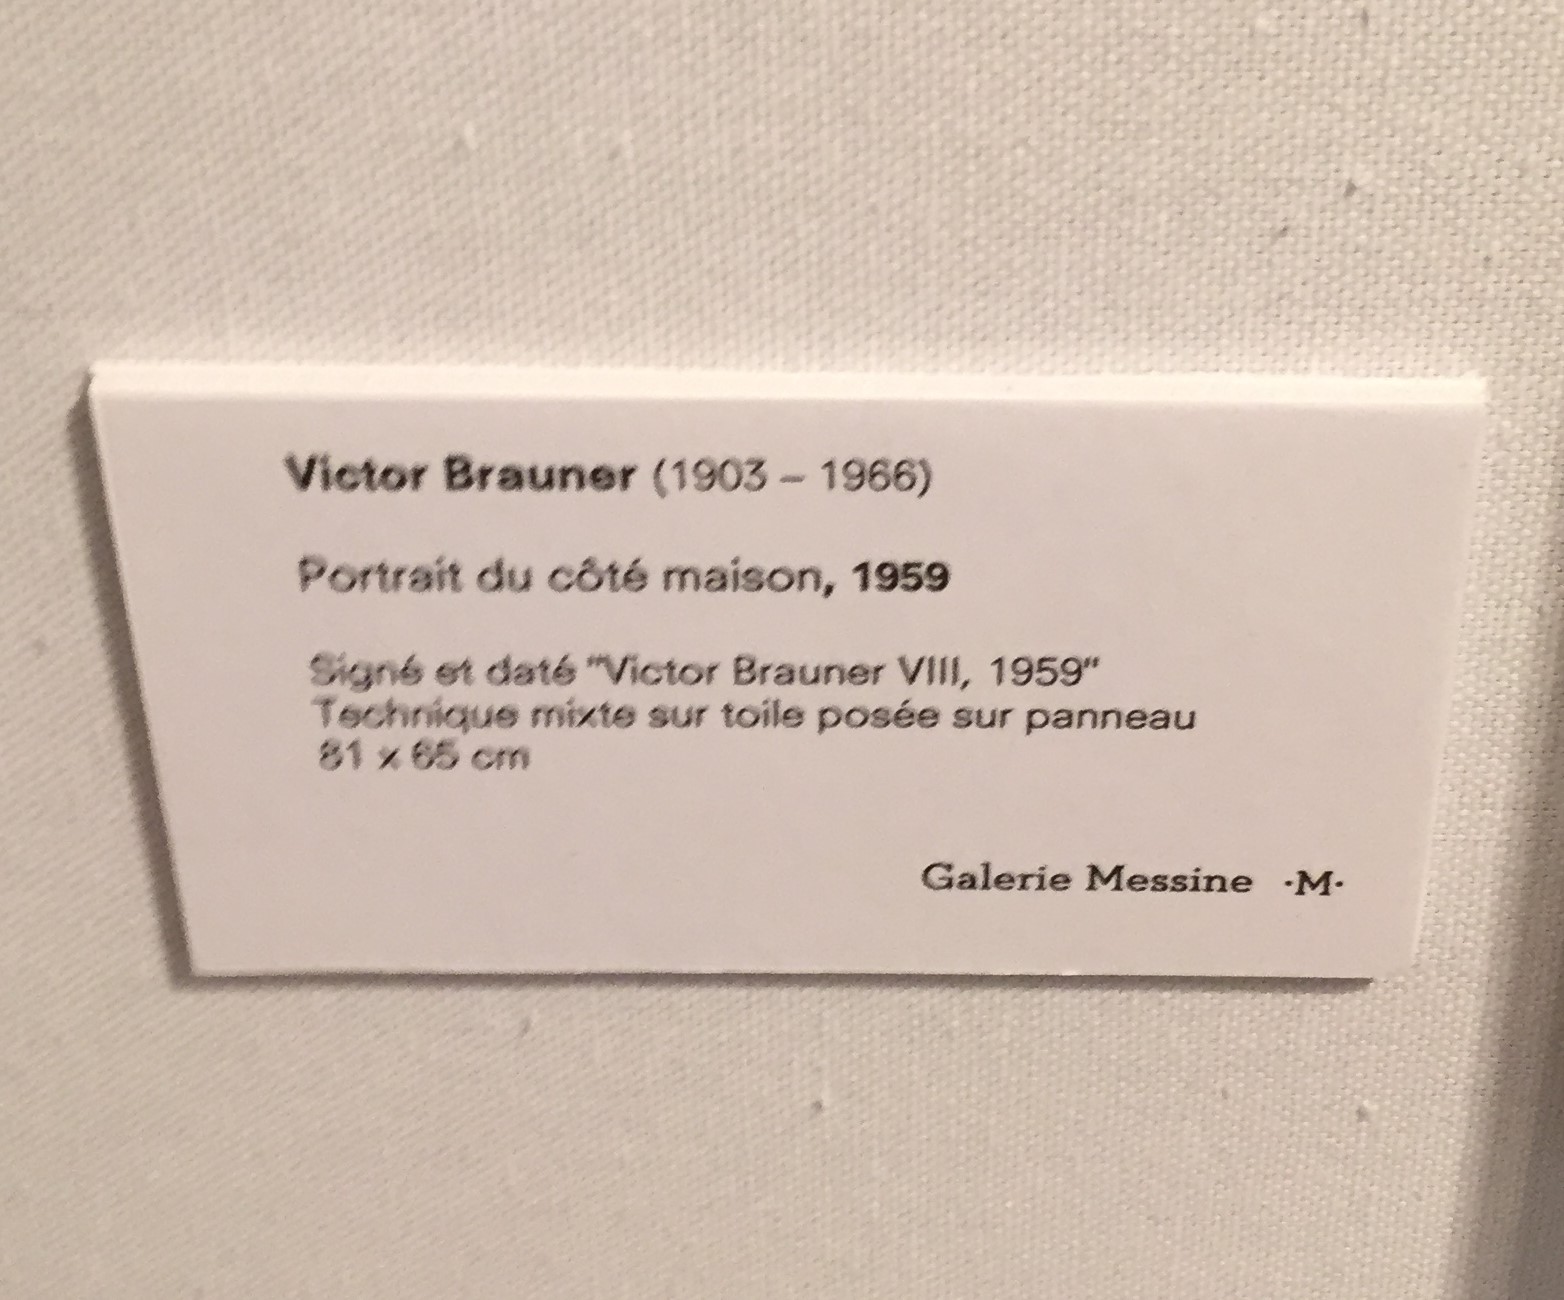 Victor Brauner (1903 – 1966)
Portrait du côté maison, 1959
Signé et daté "Victor Brauner VIII, 1959"
Technique mixte sur toile posée sur panneau
81 x 65 cm
Galerie Messine ·M·